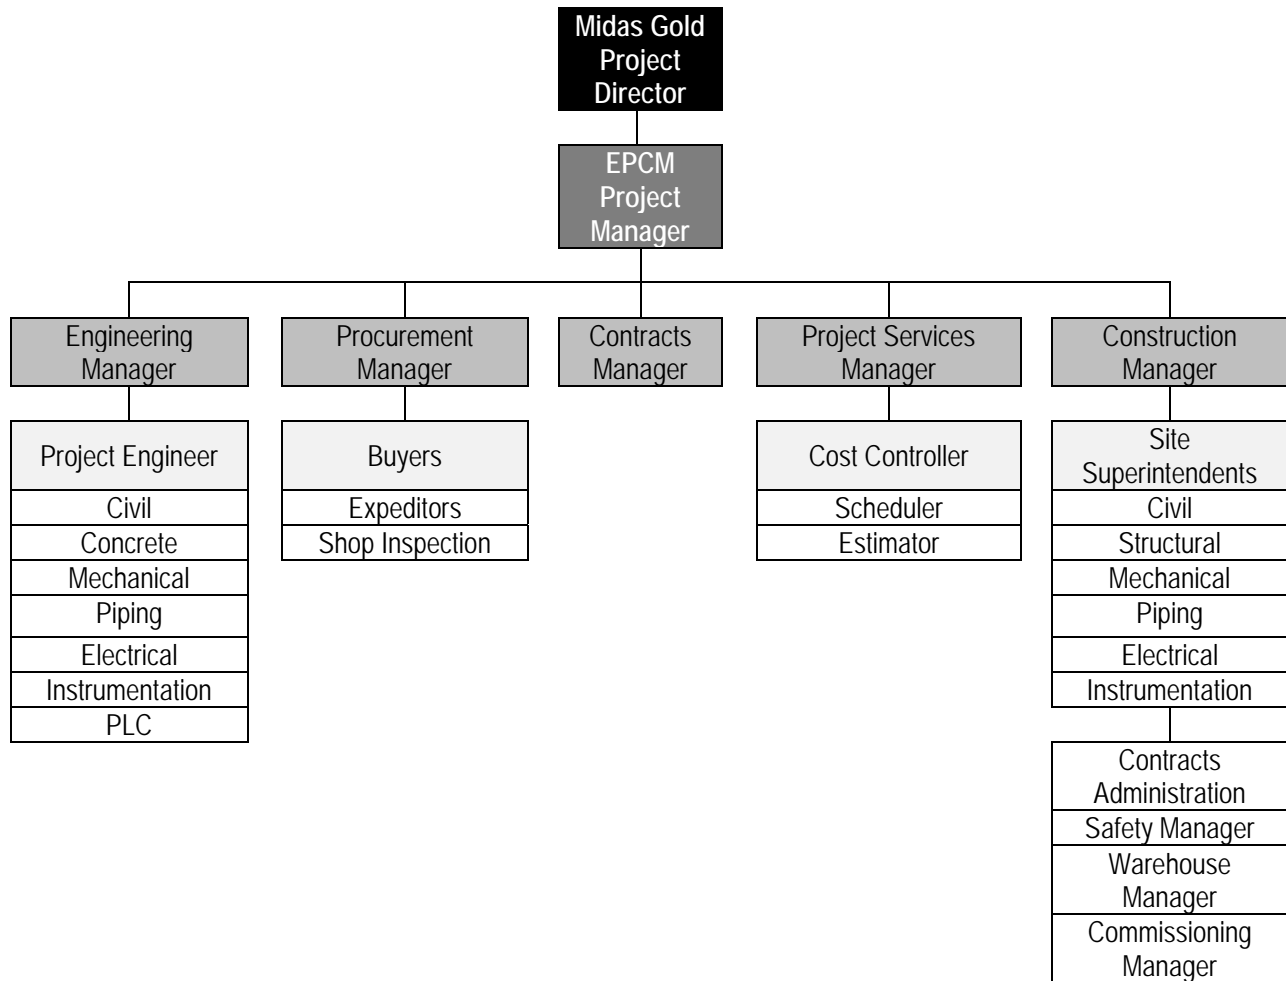 Midas Gold
Project
Director
EPCM
Project
Manager
Engineering
Manager
Procurement
Manager
Contracts
Manager
Project Services
Manager
Construction
Manager
Project Engineer
Civil
Concrete
Mechanical
Piping
Electrical
Instrumentation
PLC
Buyers
Expeditors
Shop Inspection
Cost Controller
Scheduler
Estimator
Site
Superintendents
Civil
Structural
Mechanical
Piping
Electrical
Instrumentation
Contracts
Administration
Safety Manager
Warehouse
Manager
Commissioning
Manager